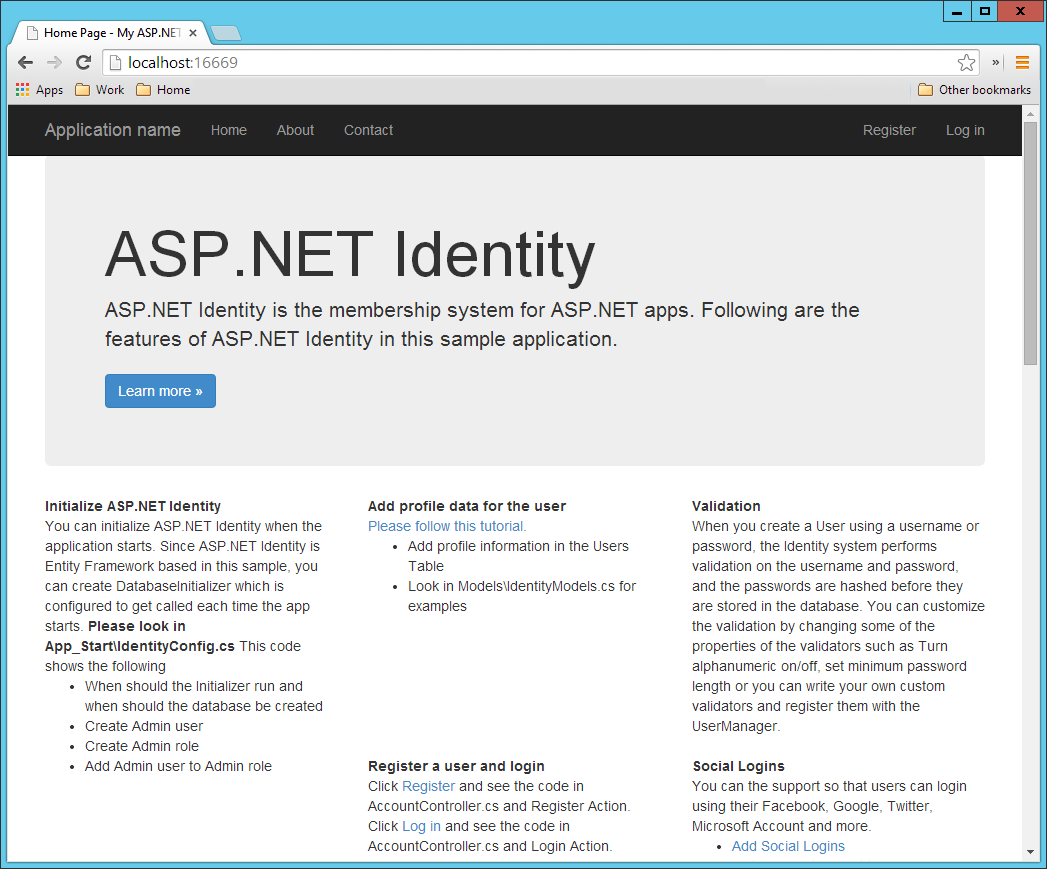 Home Page - My ASP.NET
localhost:16669
Apps Work Home Other bookmarks
Application name Home About Contact Register Log in
ASP.NET Identity
ASP.NET Identity is the membership system for ASP.NET apps. Following are the
features of ASP.NET Identity in this sample application.
Learn more »
Initialize ASP.NET Identity
You can initialize ASP.NET Identity when the
application starts. Since ASP.NET Identity is
Entity Framework based in this sample, you
can create DatabaseInitializer which is
configured to get called each time the app
starts. Please look in
App_Start\IdentityConfig.cs This code
shows the following
• When should the Initializer run and
when should the database be created
• Create Admin user
• Create Admin role
• Add Admin user to Admin role
Add profile data for the user
Please follow this tutorial.
• Add profile information in the Users
Table
• Look in Models\IdentityModels.cs for
examples
Validation
When you create a User using a username or
password, the Identity system performs
validation on the username and password,
and the passwords are hashed before they
are stored in the database. You can customize
the validation by changing some of the
properties of the validators such as Turn
alphanumeric on/off, set minimum password
length or you can write your own custom
validators and register them with the
UserManager.
Register a user and login
Click Register and see the code in
AccountController.cs and Register Action.
Click Log in and see the code in
AccountController.cs and Login Action.
Social Logins
You can the support so that users can login
using their Facebook, Google, Twitter,
Microsoft Account and more.
• Add Social Logins